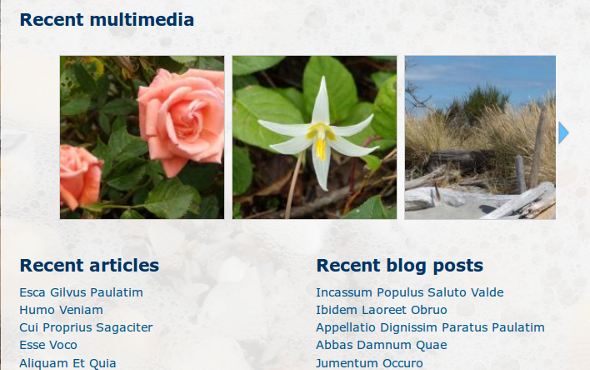 Recent multimedia
Recent articles
Esca Gilvus Paulatim
Humo Veniam
Cui Proprius Sagaciter
Esse Voco
Aliquam Et Quia
Recent blog posts
Incassum Populus Saluto Valde
Ibidem Laoreet Obruo
Appellatio Dignissim Paratus Paulatim
Abbas Damnum Quae
Jumentum Occuro